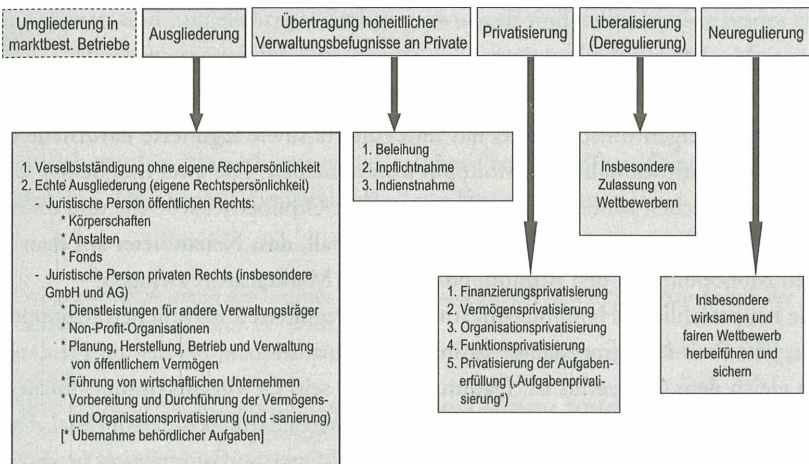 Umgliederung in
marktbest. Betriebe
Ausgliederung
Übertragung hoheitllicher
Verwaltungsbefugnisse an Private
Privatisierung
Liberalisierung
(Deregulierung)
Neuregulierung
1. Verselbstständigung ohne eigene Rechpersönlichkeit
2. Echte Ausgliederung (eigene Rechtspersönlichkeit)
- Juristische Person öffentlichen Rechts:
* Körperschaften
* Anstalten
* Fonds
- Juristische Person privaten Rechts (insbesondere
GmbH und AG)
* Dienstleistungen für andere Verwaltungsträger
* Non-Profit-Organisationen
* Planung, Herstellung, Betrieb und Verwaltung
von öffentlichem Vermögen
* Führung von wirtschaftlichen Unternehmen
* Vorbereitung und Durchführung der Vermögens-
und Organisationsprivatisierung (und -sanierung)
[* Übernahme behördlicher Aufgaben]
1. Beleihung
2. Inpflichtnahme
3. Indienstnahme
1. Finanzierungsprivatisierung
2. Vermögensprivatisierung
3. Organisationsprivatisierung
4. Funktionsprivatisierung
5. Privatisierung der Aufgaben-
erfüllung („Aufgabenprivati-
sierung“)
Insbesondere
Zulassung von
Wettbewerbern
Insbesondere
wirksamen und
fairen Wettbewerb
herbeiführen und
sichern